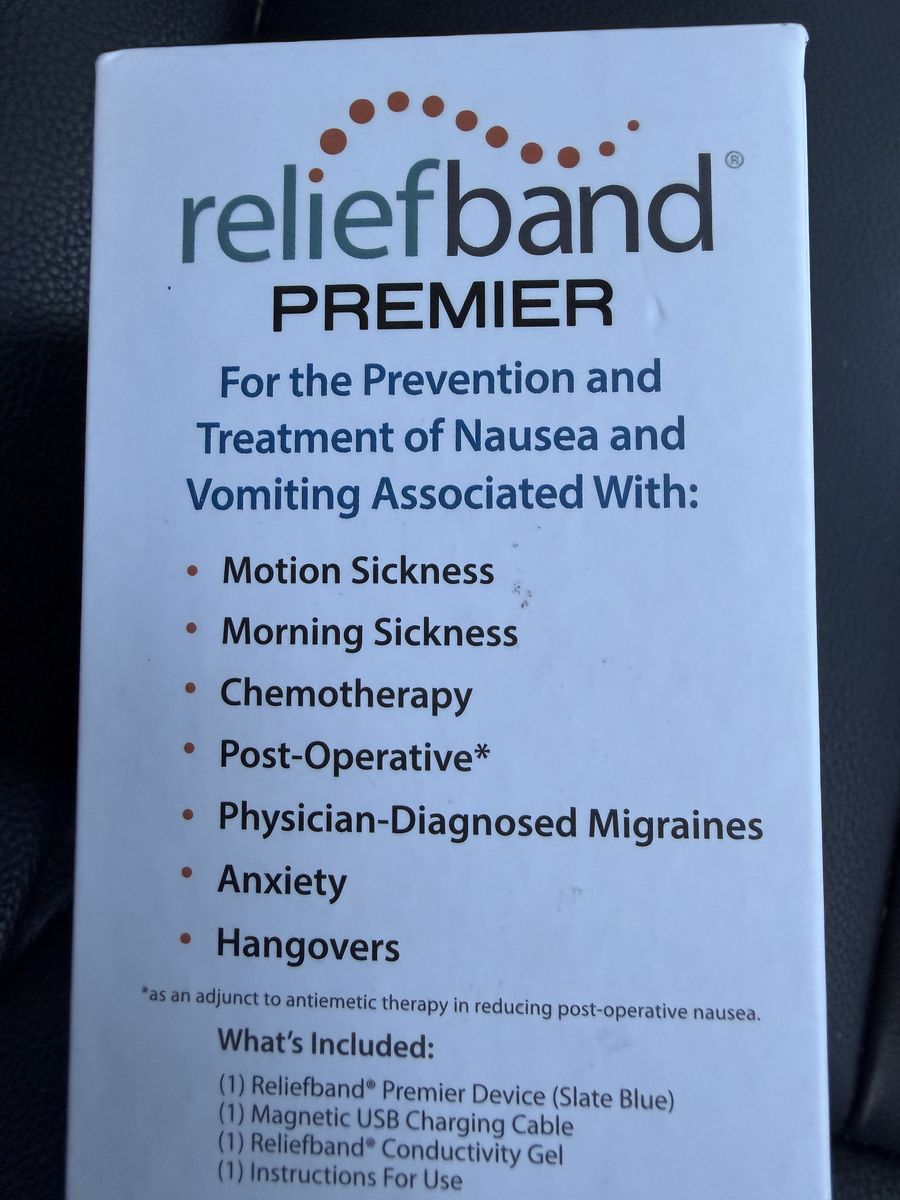 reliefband®
PREMIER
For the Prevention and
Treatment of Nausea and
Vomiting Associated With:
• Motion Sickness
• Morning Sickness
• Chemotherapy
• Post-Operative*
• Physician-Diagnosed Migraines
• Anxiety
• Hangovers
*as an adjunct to antiemetic therapy in reducing post-operative nausea.
What's Included:
(1) Reliefband® Premier Device (Slate Blue)
(1) Magnetic USB Charging Cable
(1) Reliefband® Conductivity Gel
(1) Instructions For Use